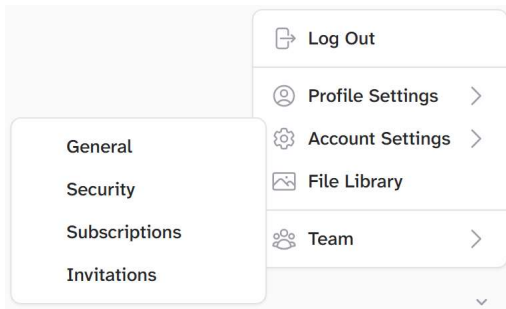 Log Out
Profile Settings
Account Settings
File Library
Team
General
Security
Subscriptions
Invitations